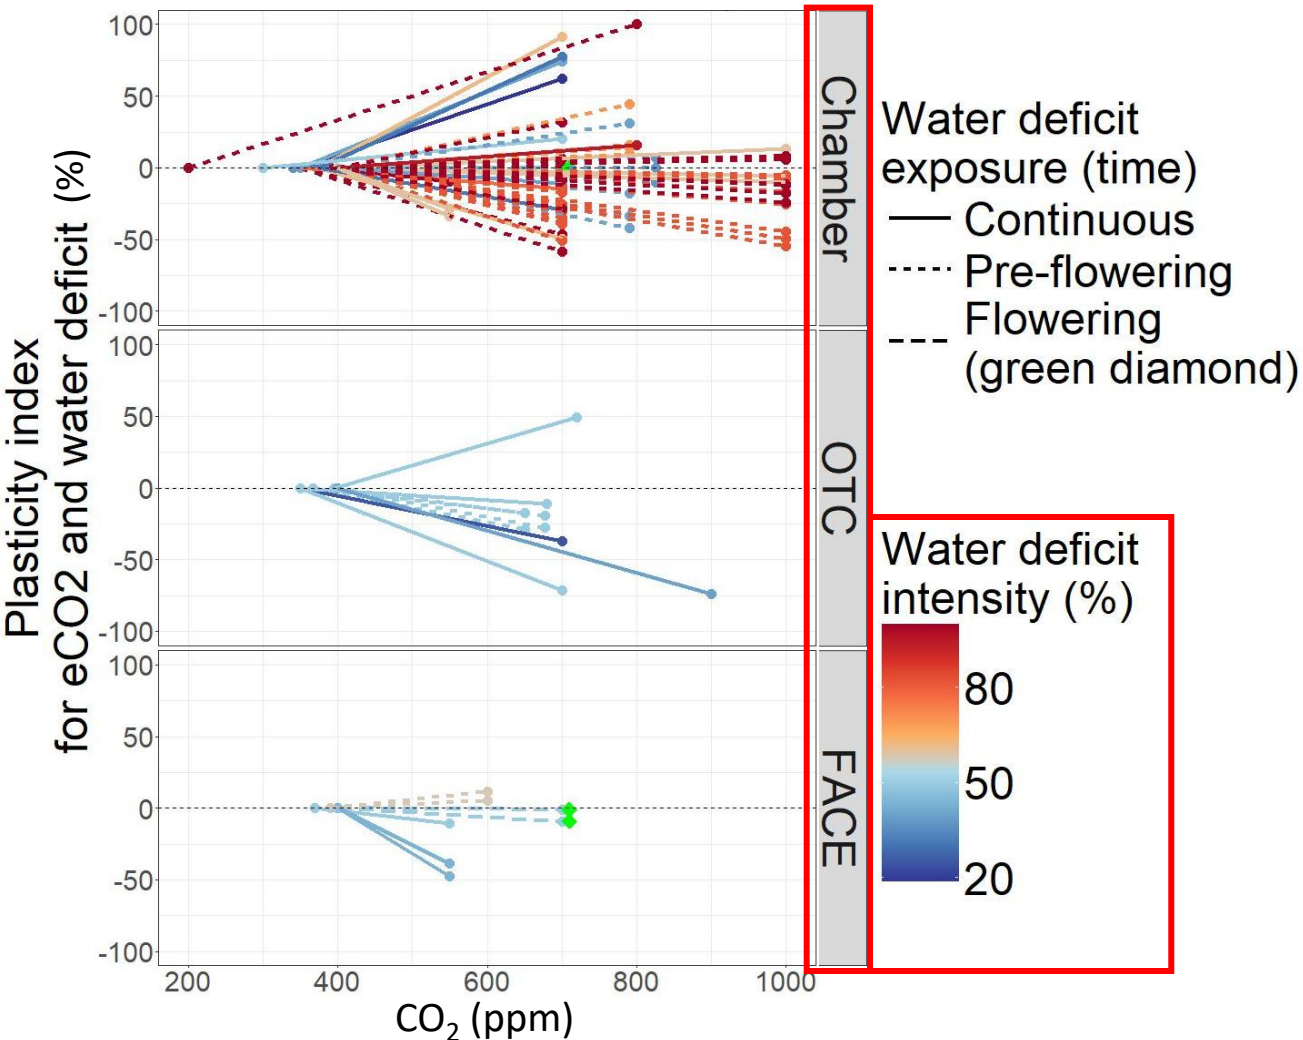 Plasticity index
for eCO2 and water deficit (%)
100
50
0
-50
-100
Chamber
100
50
0
-50
-100
OTC
100
50
0
-50
-100
FACE
200
400
600
800
1000
CO₂ (ppm)
Water deficit
exposure (time)
Continuous
Pre-flowering
Flowering
(green diamond)
Water deficit
intensity (%)
80
50
20